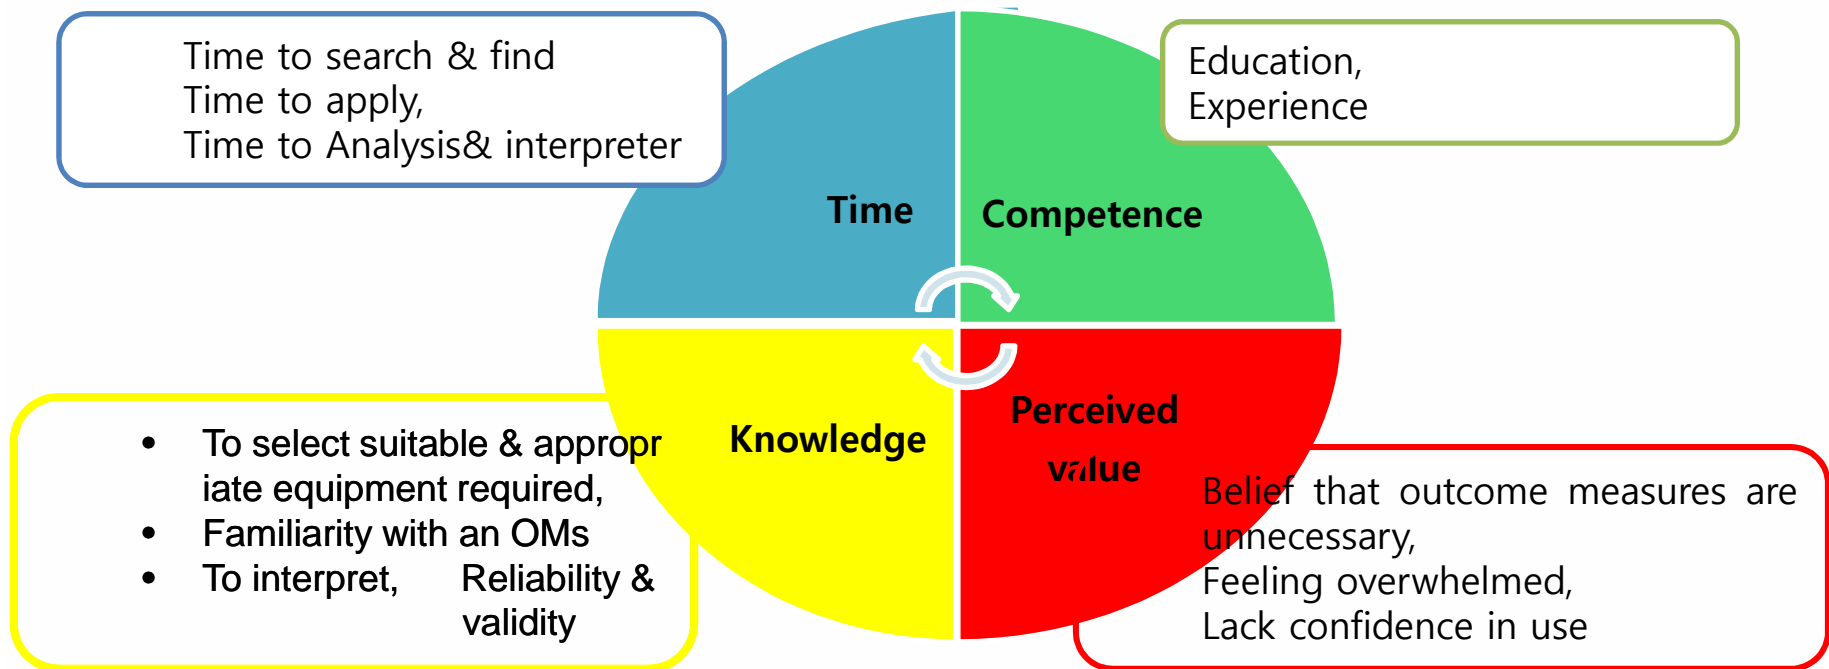 Time to search & find
Time to apply,
Time to Analysis& interpreter
Education,
Experience
Time
Competence
Knowledge
Perceived
value
• To select suitable & appropr
iate equipment required,
• Familiarity with an OMs
• To interpret, Reliability &
validity
Belief that outcome measures are
unnecessary,
Feeling overwhelmed,
Lack confidence in use